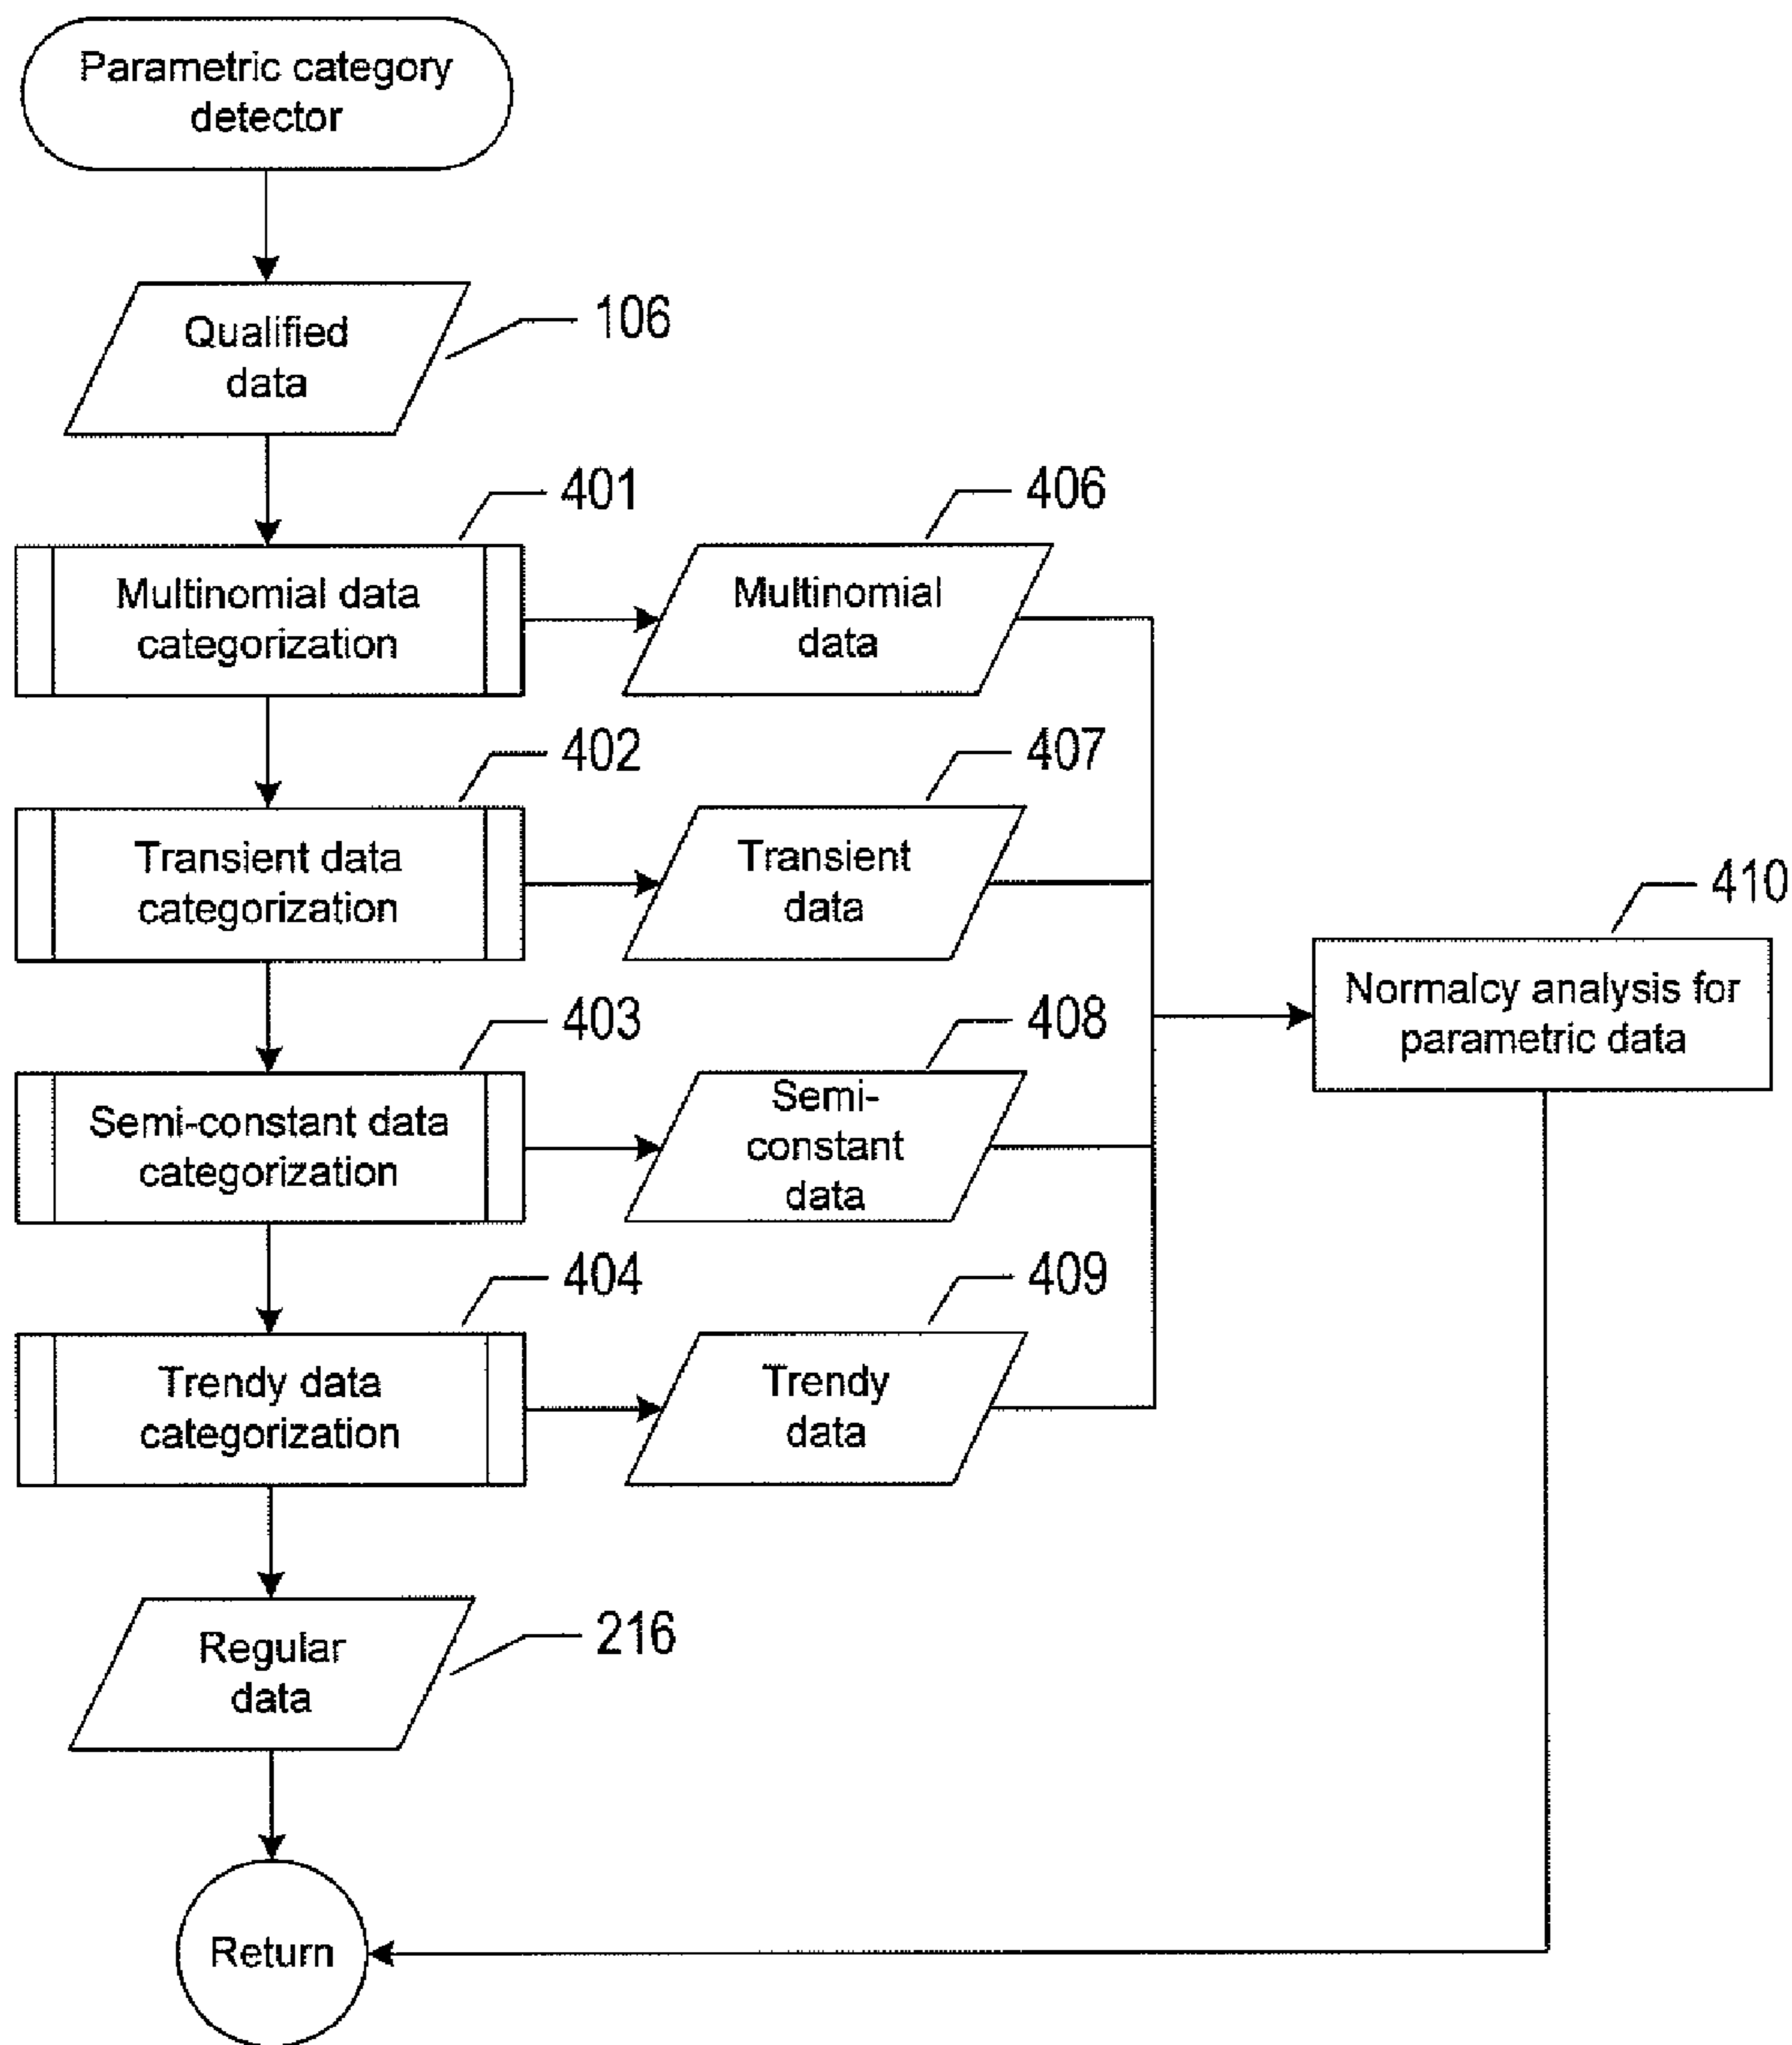 Parametric category
detector
Qualified
data
106
401
Multinomial data
categorization
406
Multinomial
data
402
Transient data
categorization
407
Transient
data
410
Normalcy analysis for
parametric data
403
Semi-constant data
categorization
408
Semi-
constant
data
404
Trendy data
categorization
409
Trendy
data
Regular
data
216
Return